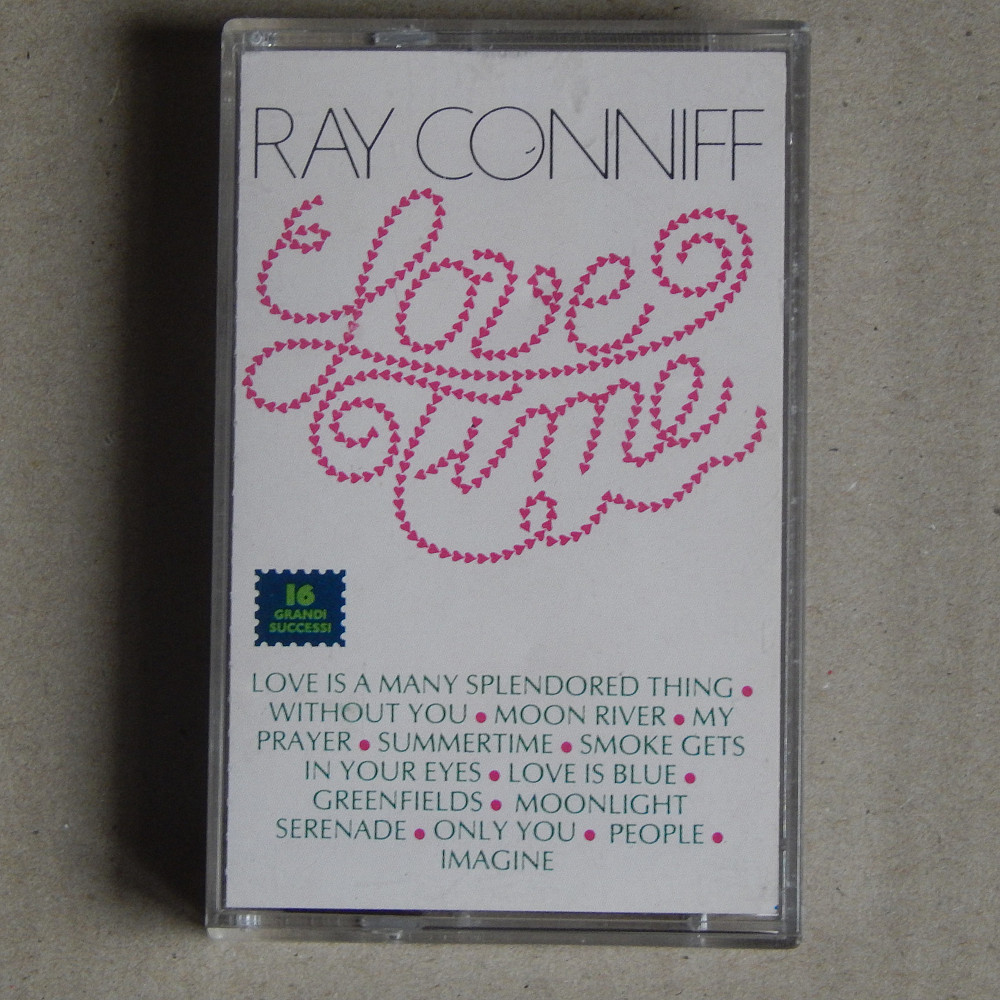 RAY CONNIFF
Love
Time
16
GRANDI
SUCCESSI
LOVE IS A MANY SPLENDORED THING •
WITHOUT YOU • MOON RIVER • MY
PRAYER • SUMMERTIME • SMOKE GETS
IN YOUR EYES • LOVE IS BLUE •
GREENFIELDS • MOONLIGHT
SERENADE • ONLY YOU • PEOPLE •
IMAGINE